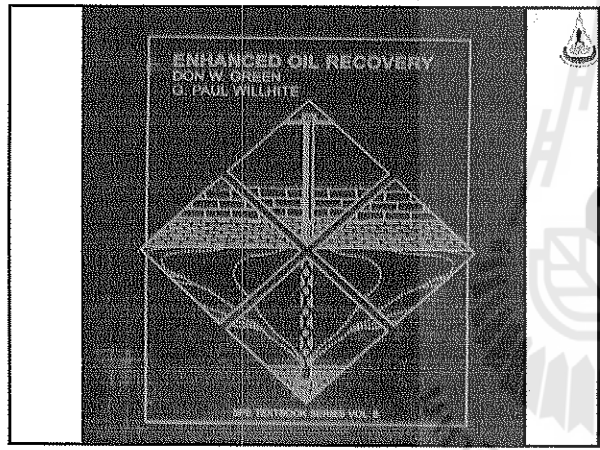 ENHANCED OIL RECOVERY
DON W. GREEN
G. PAUL WILLHITE
SPE TEXTBOOK SERIES VOL. 6